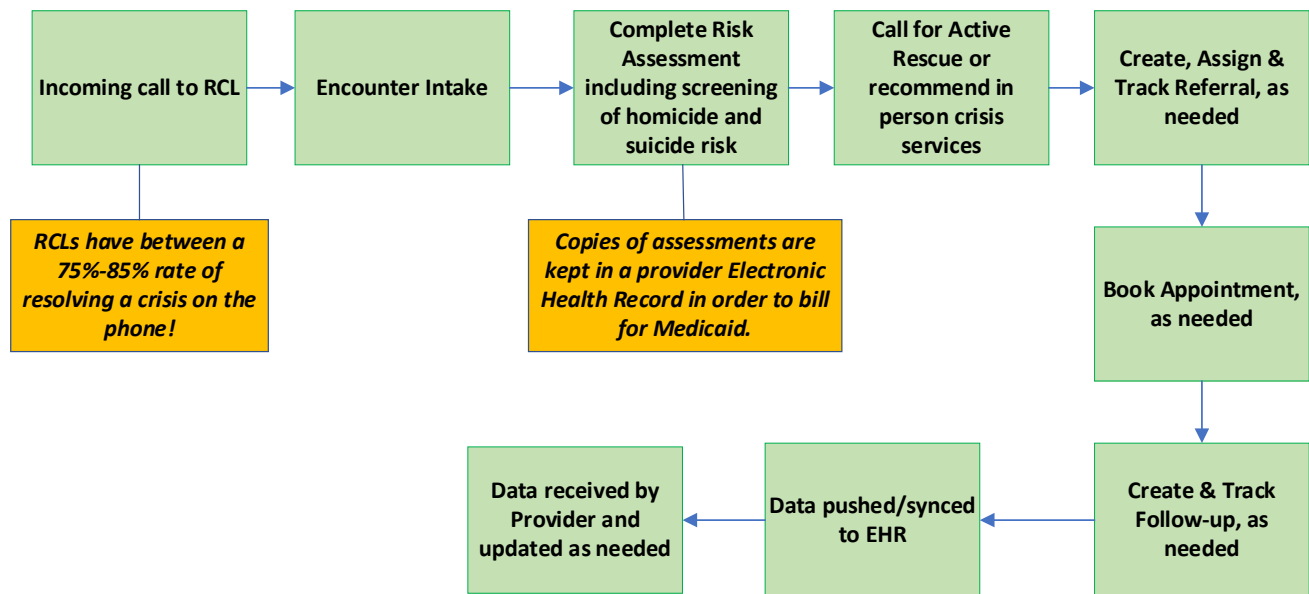 Incoming call to RCL
Encounter Intake
Complete Risk
Assessment
including screening
of homicide and
suicide risk
Call for Active
Rescue or
recommend in
person crisis
services
Create, Assign &
Track Referral, as
needed
RCLs have between a
75%-85% rate of
resolving a crisis on the
phone!
Copies of assessments are
kept in a provider Electronic
Health Record in order to bill
for Medicaid.
Book Appointment,
as needed
Create & Track
Follow-up, as
needed
Data pushed/synced
to EHR
Data received by
Provider and
updated as needed